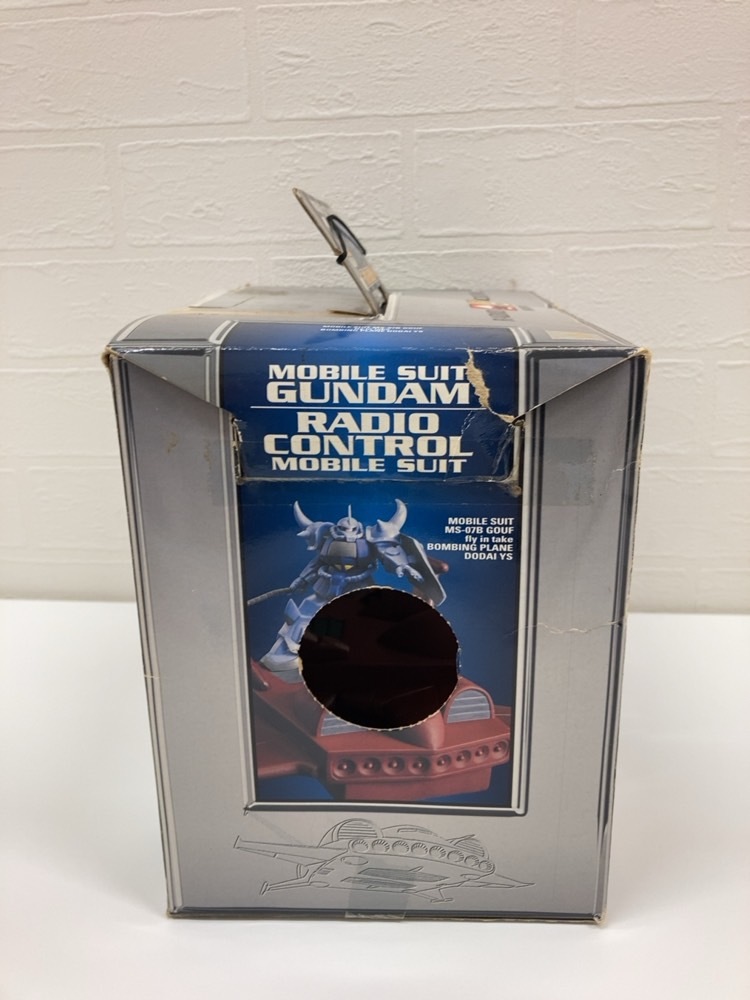 MOBILE SUIT
GUNDAM
RADIO
CONTROL
MOBILE SUIT
MOBILE SUIT
MS-07B GOUF
fly in take
BOMBING PLANE
DODAI YS